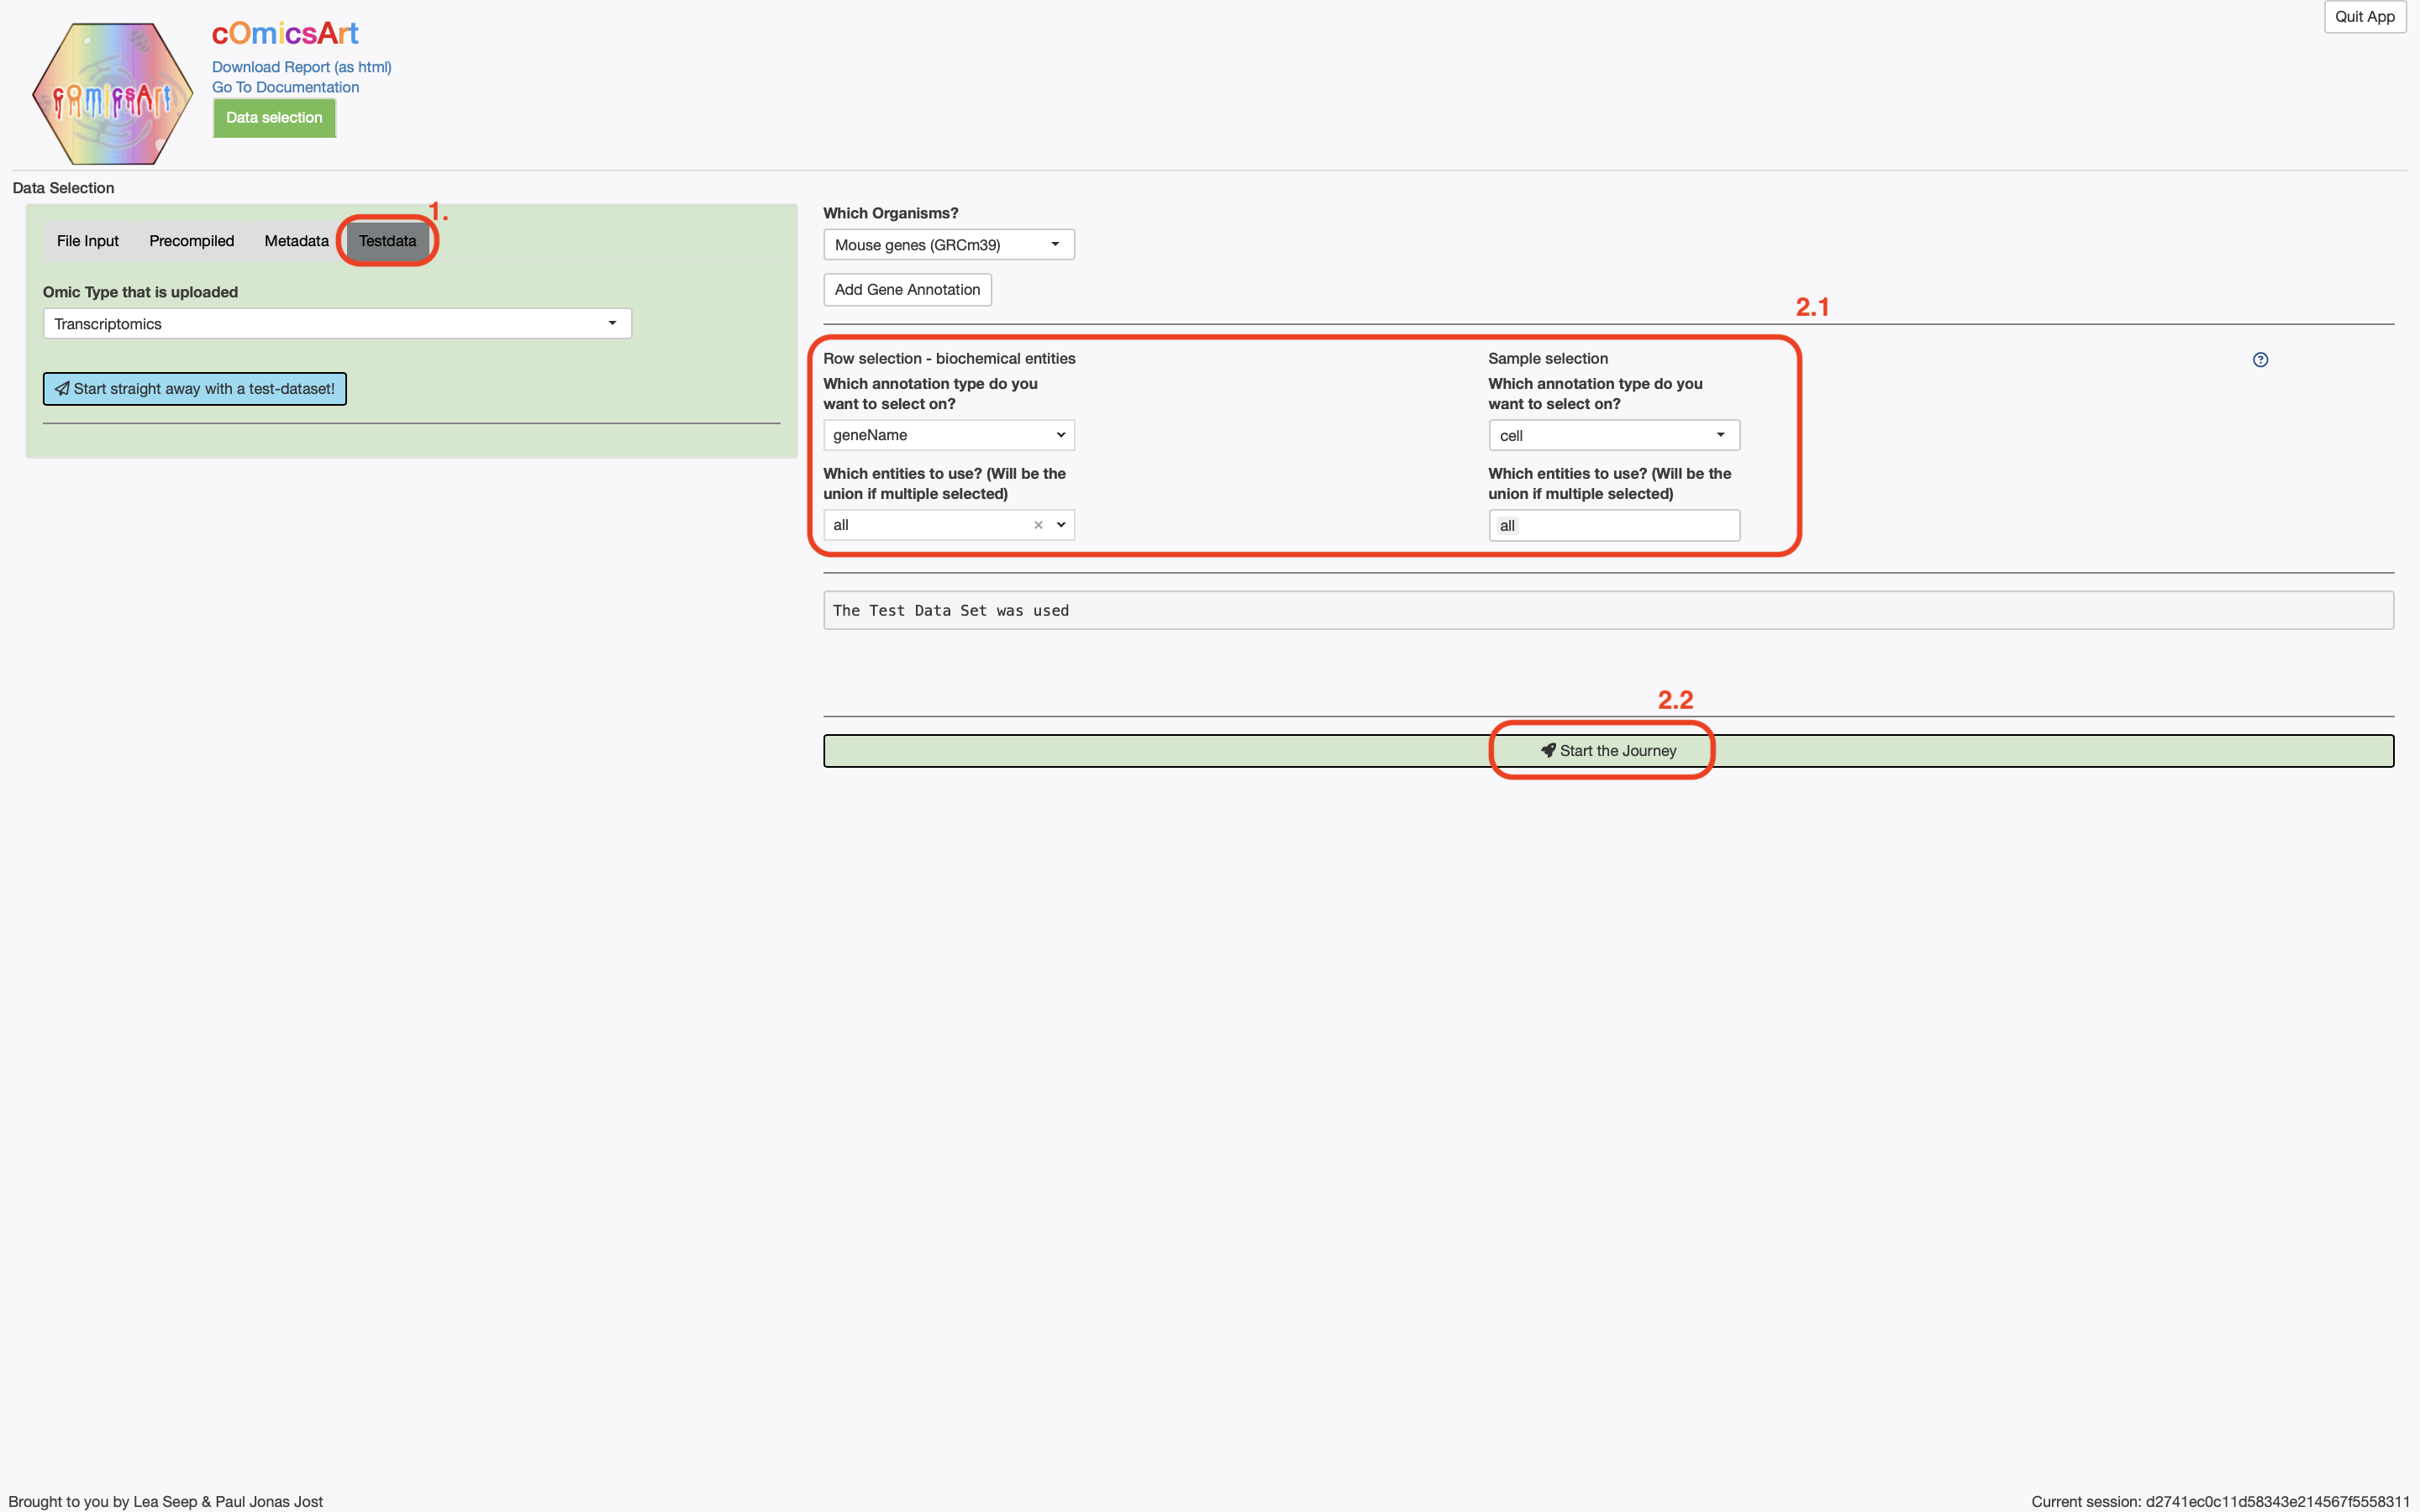 cOmicsArt
cOmicsArt
Download Report (as html)
Go To Documentation
Data selection
Quit App
Data Selection
1.
File Input
Precompiled
Metadata
Testdata
Omic Type that is uploaded
Transcriptomics
Start straight away with a test-dataset!
Which Organisms?
Mouse genes (GRCm39)
Add Gene Annotation
2.1
Row selection - biochemical entities
Which annotation type do you
want to select on?
geneName
Which entities to use? (Will be the
union if multiple selected)
all
Sample selection
Which annotation type do you
want to select on?
cell
Which entities to use? (Will be the
union if multiple selected)
all
The Test Data Set was used
2.2
Start the Journey
Brought to you by Lea Seep & Paul Jonas Jost
Current session: d2741ec0c11d58343e214567f5558311